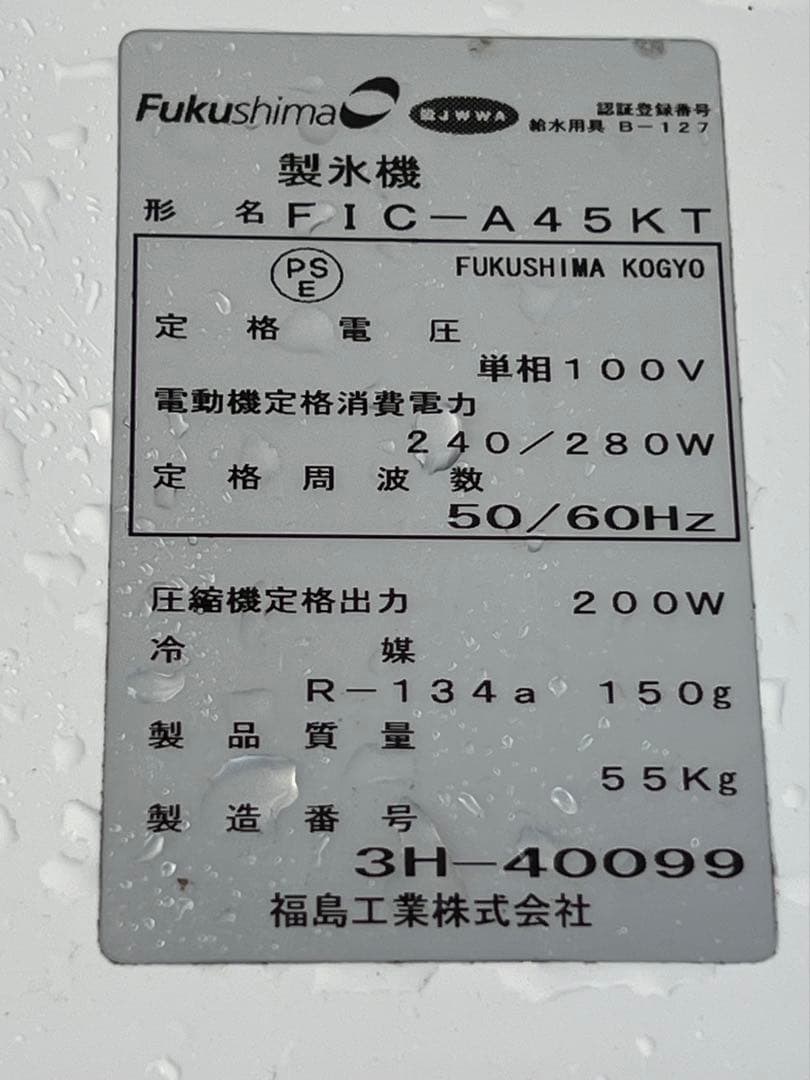 Fukushima
JWWA
認証登録番号
給水用具 B-127
製氷機
形名 FIC-A45KT
PSE
FUKUSHIMA KOGYO
定格電圧
単相100V
電動機定格消費電力
240/280W
定格周波数
50/60Hz
圧縮機定格出力 200W
冷媒
R-134a 150g
製品質量
55Kg
製造番号
3H-40099
福島工業株式会社